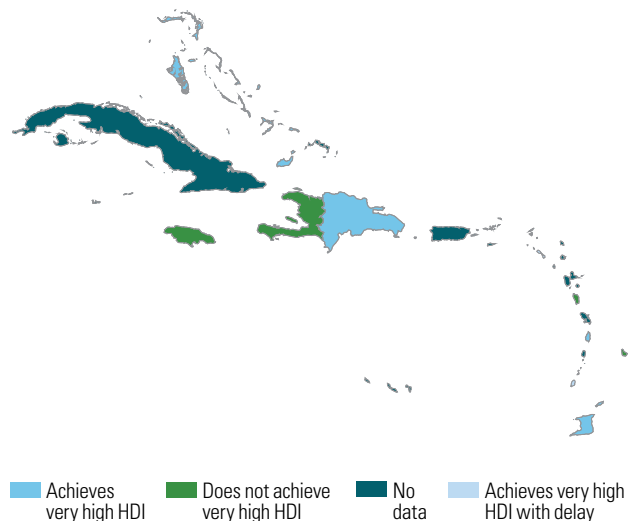 Achieves
very high HDI
Does not achieve
very high HDI
No
data
Achieves very high
HDI with delay